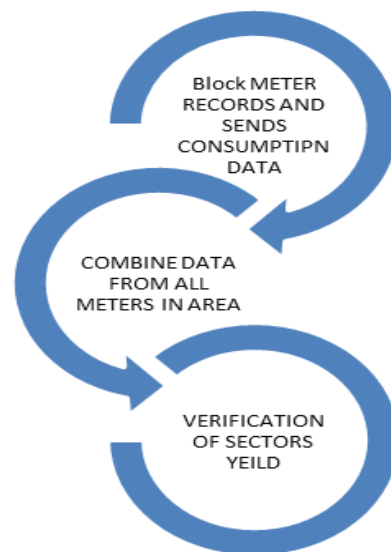 Block METER
RECORDS AND
SENDS
CONSUMPTIPN
DATA
COMBINE DATA
FROM ALL
METERS IN AREA
VERIFICATION
OF SECTORS
YEILD